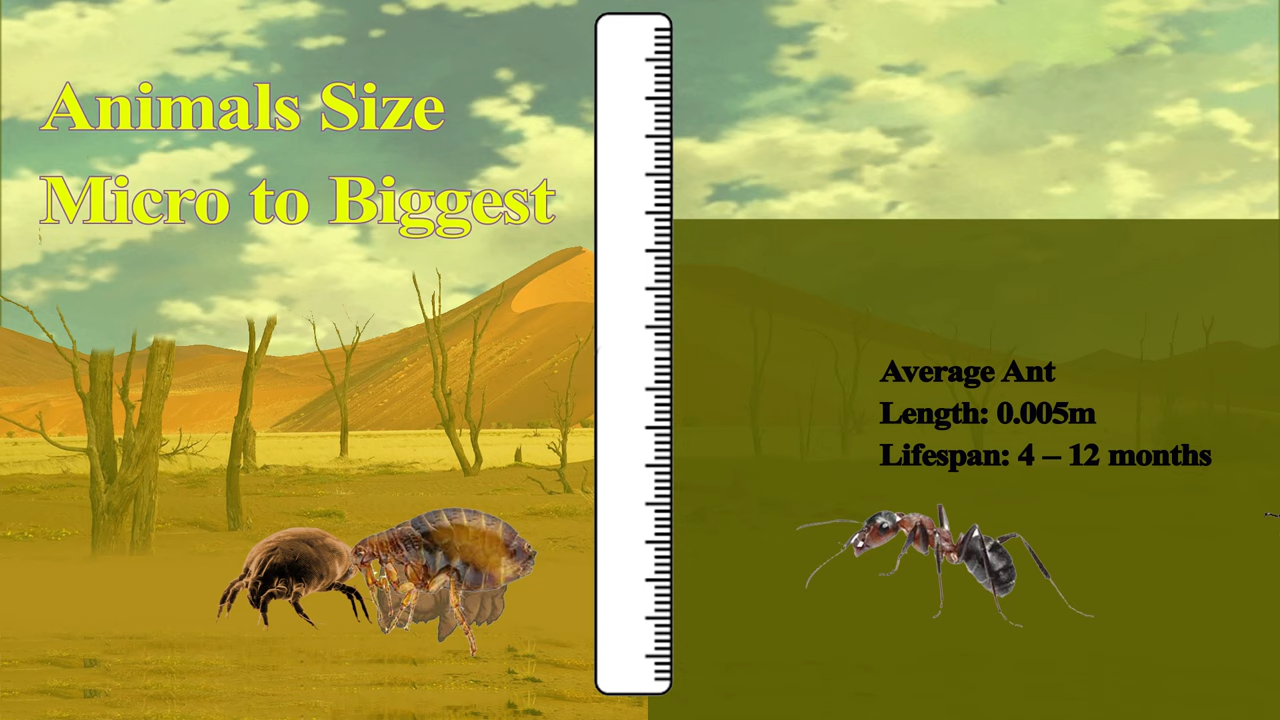 Animals Size
Micro to Biggest
Average Ant
Length: 0.005m
Lifespan: 4 – 12 months